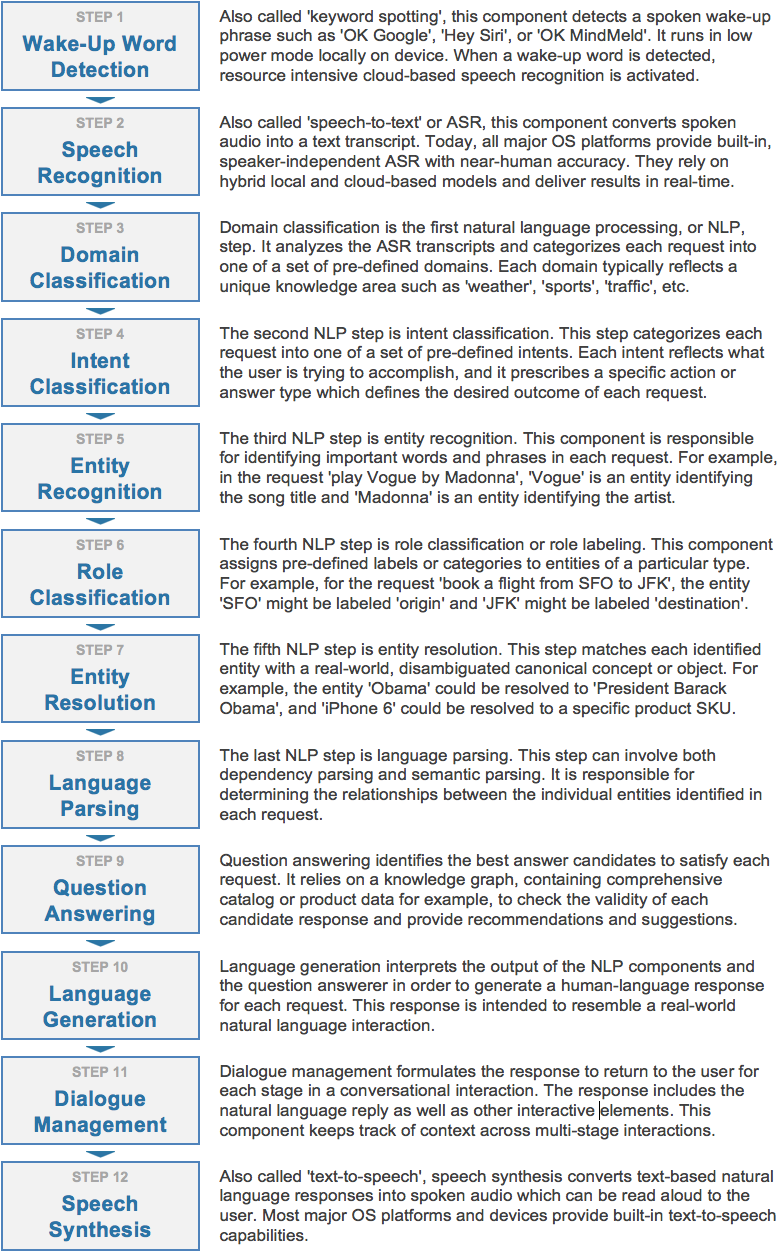 STEP 1
Wake-Up Word
Detection
Also called 'keyword spotting', this component detects a spoken wake-up
phrase such as 'OK Google', 'Hey Siri', or 'OK MindMeld'. It runs in low
power mode locally on device. When a wake-up word is detected,
resource intensive cloud-based speech recognition is activated.
STEP 2
Speech
Recognition
Also called 'speech-to-text' or ASR, this component converts spoken
audio into a text transcript. Today, all major OS platforms provide built-in,
speaker-independent ASR with near-human accuracy. They rely on
hybrid local and cloud-based models and deliver results in real-time.
STEP 3
Domain
Classification
Domain classification is the first natural language processing, or NLP,
step. It analyzes the ASR transcripts and categorizes each request into
one of a set of pre-defined domains. Each domain typically reflects a
unique knowledge area such as 'weather', 'sports', 'traffic', etc.
STEP 4
Intent
Classification
The second NLP step is intent classification. This step categorizes each
request into one of a set of pre-defined intents. Each intent reflects what
the user is trying to accomplish, and it prescribes a specific action or
answer type which defines the desired outcome of each request.
STEP 5
Entity
Recognition
The third NLP step is entity recognition. This component is responsible
for identifying important words and phrases in each request. For example,
in the request 'play Vogue by Madonna', 'Vogue' is an entity identifying
the song title and 'Madonna' is an entity identifying the artist.
STEP 6
Role
Classification
The fourth NLP step is role classification or role labeling. This component
assigns pre-defined labels or categories to entities of a particular type.
For example, for the request 'book a flight from SFO to JFK', the entity
'SFO' might be labeled 'origin' and 'JFK' might be labeled 'destination'.
STEP 7
Entity
Resolution
The fifth NLP step is entity resolution. This step matches each identified
entity with a real-world, disambiguated canonical concept or object. For
example, the entity 'Obama' could be resolved to 'President Barack
Obama', and 'iPhone 6' could be resolved to a specific product SKU.
STEP 8
Language
Parsing
The last NLP step is language parsing. This step can involve both
dependency parsing and semantic parsing. It is responsible for
determining the relationships between the individual entities identified in
each request.
STEP 9
Question
Answering
Question answering identifies the best answer candidates to satisfy each
request. It relies on a knowledge graph, containing comprehensive
catalog or product data for example, to check the validity of each
candidate response and provide recommendations and suggestions.
STEP 10
Language
Generation
Language generation interprets the output of the NLP components and
the question answerer in order to generate a human-language response
for each request. This response is intended to resemble a real-world
natural language interaction.
STEP 11
Dialogue
Management
Dialogue management formulates the response to return to the user for
each stage in a conversational interaction. The response includes the
natural language reply as well as other interactive elements. This
component keeps track of context across multi-stage interactions.
STEP 12
Speech
Synthesis
Also called 'text-to-speech', speech synthesis converts text-based natural
language responses into spoken audio which can be read aloud to the
user. Most major OS platforms and devices provide built-in text-to-speech
capabilities.